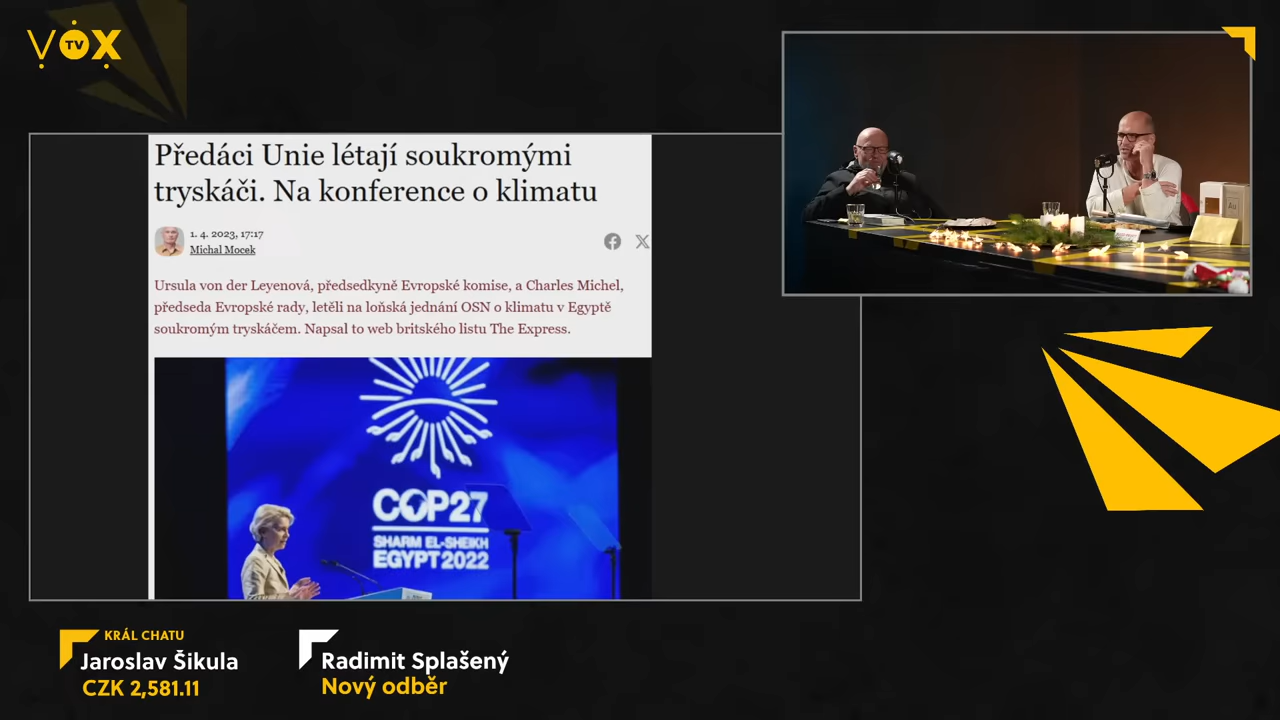 VOX
TV
Předáci Unie létají soukromými
tryskáči. Na konference o klimatu
1. 4. 2023, 17:17
Michal Mocek
Ursula von der Leyenová, předsedkyně Evropské komise, a Charles Michel,
předseda Evropské rady, letěli na loňská jednání OSN o klimatu v Egyptě
soukromým tryskáčem. Napsal to web britského listu The Express.
COP27
SHARM EL-SHEIKH
EGYPT 2022
Au
KRÁL CHATU
Jaroslav Šikula
CZK 2,581.11
Radimit Splašený
Nový odběr